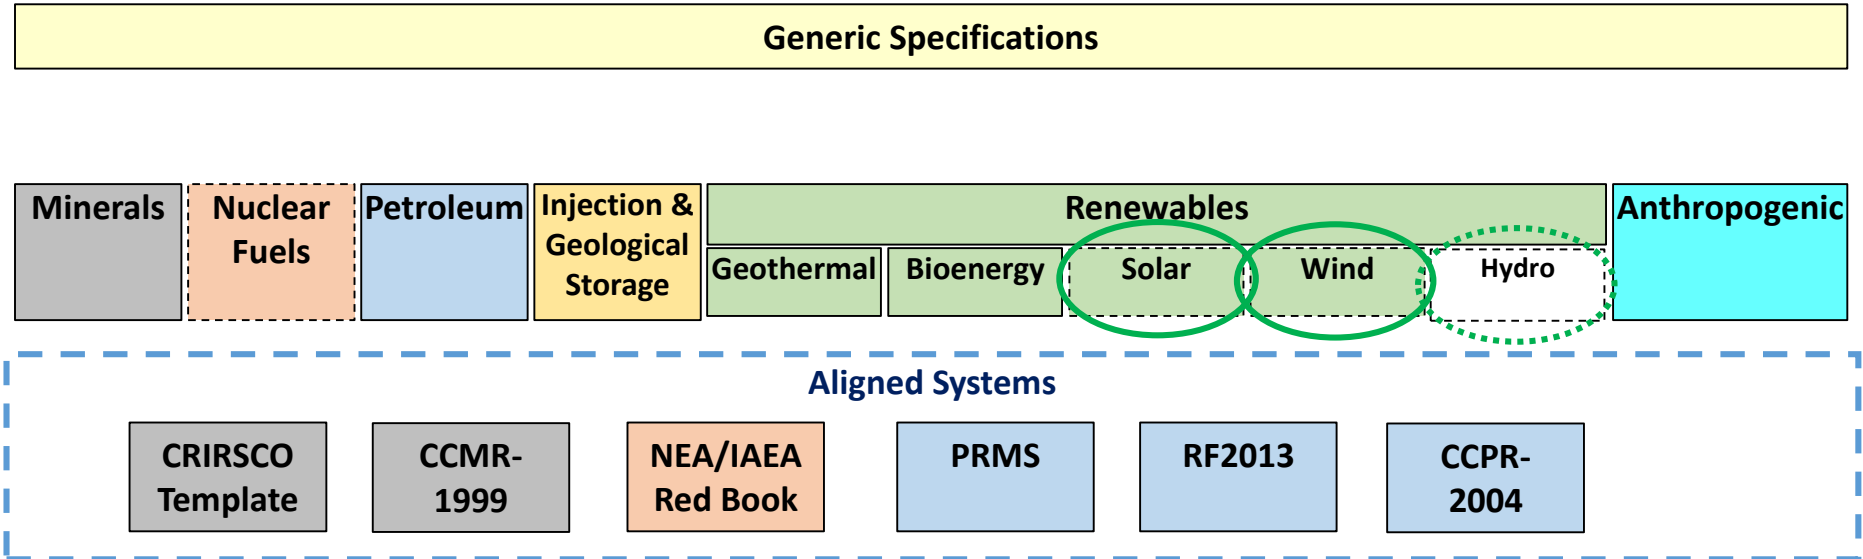 Generic Specifications
Minerals
Nuclear
Fuels
Petroleum
Injection &
Geological
Storage
Renewables
Geothermal
Bioenergy
Solar
Wind
Hydro
Anthropogenic
Aligned Systems
CRIRSCO
Template
CCMR-
1999
NEA/IAEA
Red Book
PRMS
RF2013
CCPR-
2004